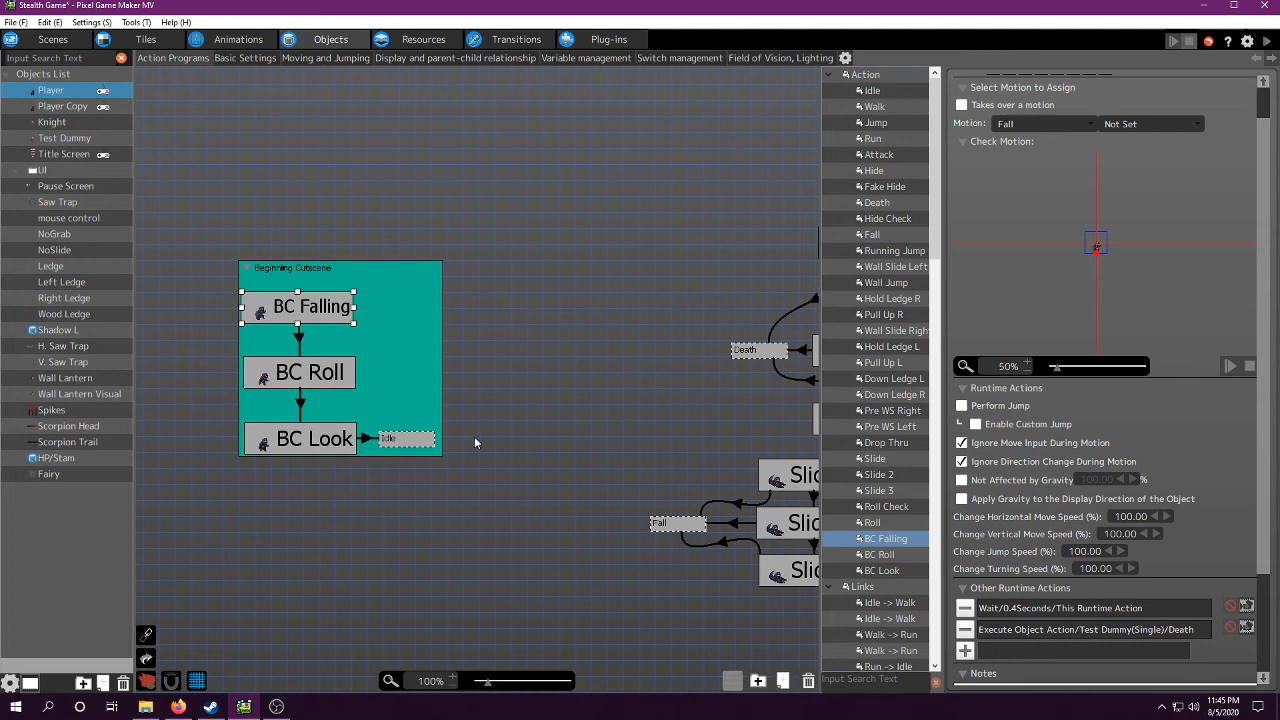 Stealth Game* - Pixel Game Maker MV
File (F) Edit (E) Settings (S) Tools (T) Help (H)
Scenes Tiles Animations Objects Resources Transitions Plug-ins
Input Search Text
Action Programs Basic Settings Moving and Jumping Display and parent-child relationship Variable management Switch management Field of Vision, Lighting
Objects List
Player
Player Copy
Knight
Test Dummy
Title Screen
UI
Pause Screen
Saw Trap
mouse control
NoGrab
NoSlide
Ledge
Left Ledge
Right Ledge
Wood Ledge
Shadow L
H. Saw Trap
V. Saw Trap
Wall Lantern
Wall Lantern Visual
Spikes
Scorpion Head
Scorpion Trail
HP/Stam
Fairy
Beginning Cutscene
BC Falling
BC Roll
BC Look
Idle
Death
Fall
Slid
Slid
Slid
100%
Action
Idle
Walk
Jump
Run
Attack
Hide
Fake Hide
Death
Hide Check
Fall
Running Jump
Wall Slide Left
Wall Jump
Hold Ledge R
Pull Up R
Wall Slide Right
Hold Ledge L
Pull Up L
Down Ledge L
Down Ledge R
Pre WS Right
Pre WS Left
Drop Thru
Slide
Slide 2
Slide 3
Roll Check
Roll
BC Falling
BC Roll
BC Look
Links
Idle -> Walk
Idle -> Walk
Walk -> Run
Walk -> Run
Run -> Idle
Input Search Text
Select Motion to Assign
Takes over a motion
Motion: Fall Not Set
Check Motion:
50%
Runtime Actions
Perform Jump
Enable Custom Jump
Ignore Move Input During Motion
Ignore Direction Change During Motion
Not Affected by Gravity 100.00 %
Apply Gravity to the Display Direction of the Object
Change Horizontal Move Speed (%): 100.00
Change Vertical Move Speed (%): 100.00
Change Jump Speed (%): 100.00
Change Turning Speed (%): 100.00
Other Runtime Actions
Wait/0.4Seconds/This Runtime Action
Execute Object Action/Test Dummy(Single)/Death
Notes
11:45 PM
8/5/2020